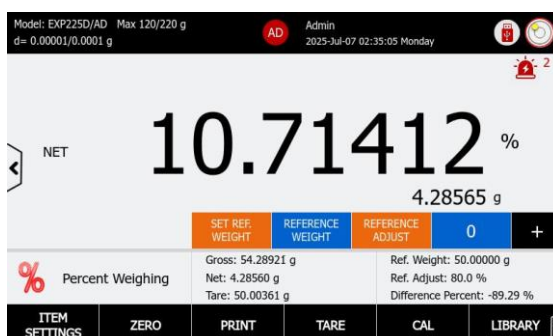 Model: EXP225D/AD Max 120/220 g
d= 0.00001/0.0001 g
AD
Admin
2025-Jul-07 02:35:05 Monday
2
NET
10.71412 %
4.28565 g
SET REF. WEIGHT
REFERENCE WEIGHT
REFERENCE ADJUST
0
+
% Percent Weighing
Gross: 54.28921 g
Net: 4.28560 g
Tare: 50.00361 g
Ref. Weight: 50.00000 g
Ref. Adjust: 80.0 %
Difference Percent: -89.29 %
ITEM SETTINGS
ZERO
PRINT
TARE
CAL
LIBRARY